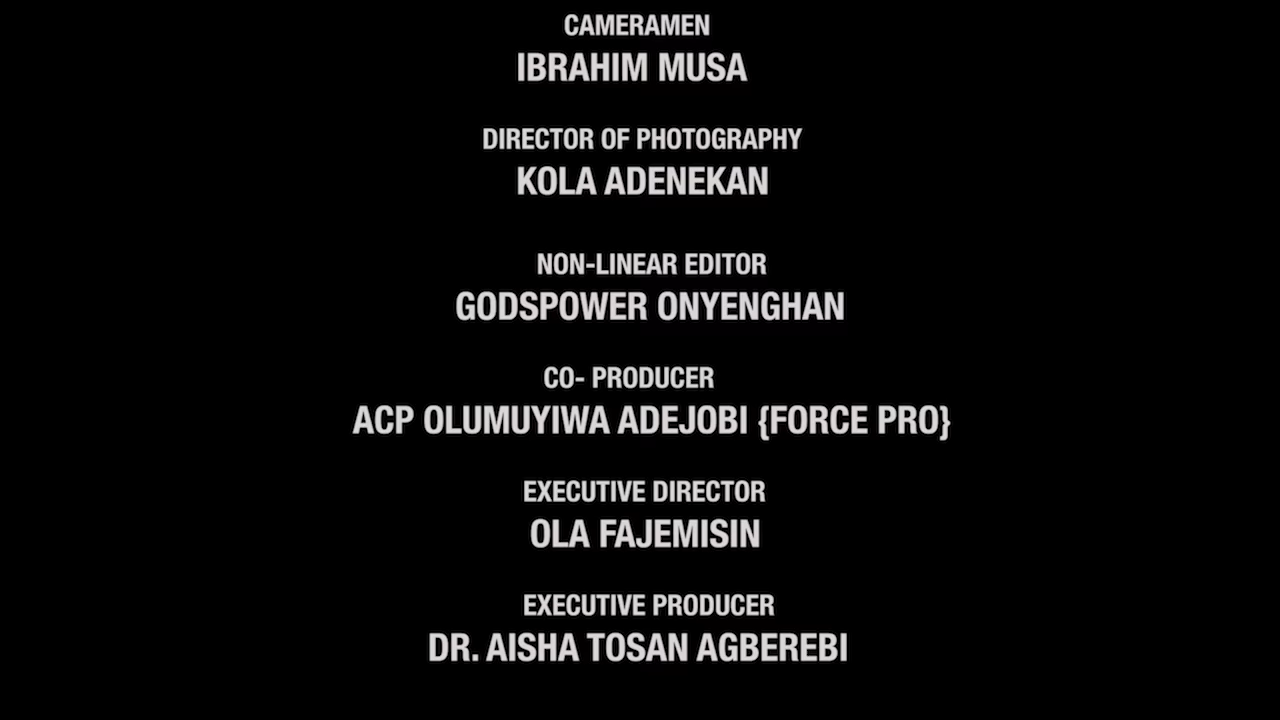 CAMERAMEN
IBRAHIM MUSA
DIRECTOR OF PHOTOGRAPHY
KOLA ADENEKAN
NON-LINEAR EDITOR
GODSPOWER ONYENGHAN
CO- PRODUCER
ACP OLUMUYIWA ADEJOBI {FORCE PRO}
EXECUTIVE DIRECTOR
OLA FAJEMISIN
EXECUTIVE PRODUCER
DR. AISHA TOSAN AGBEREBI